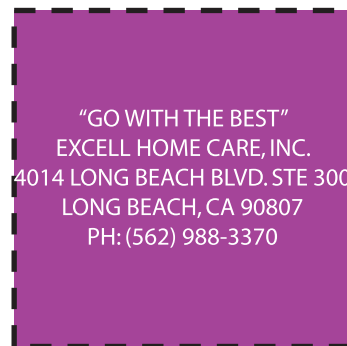 “GO WITH THE BEST”
EXCELL HOME CARE, INC.
4014 LONG BEACH BLVD. STE 300
LONG BEACH, CA 90807
PH: (562) 988-3370